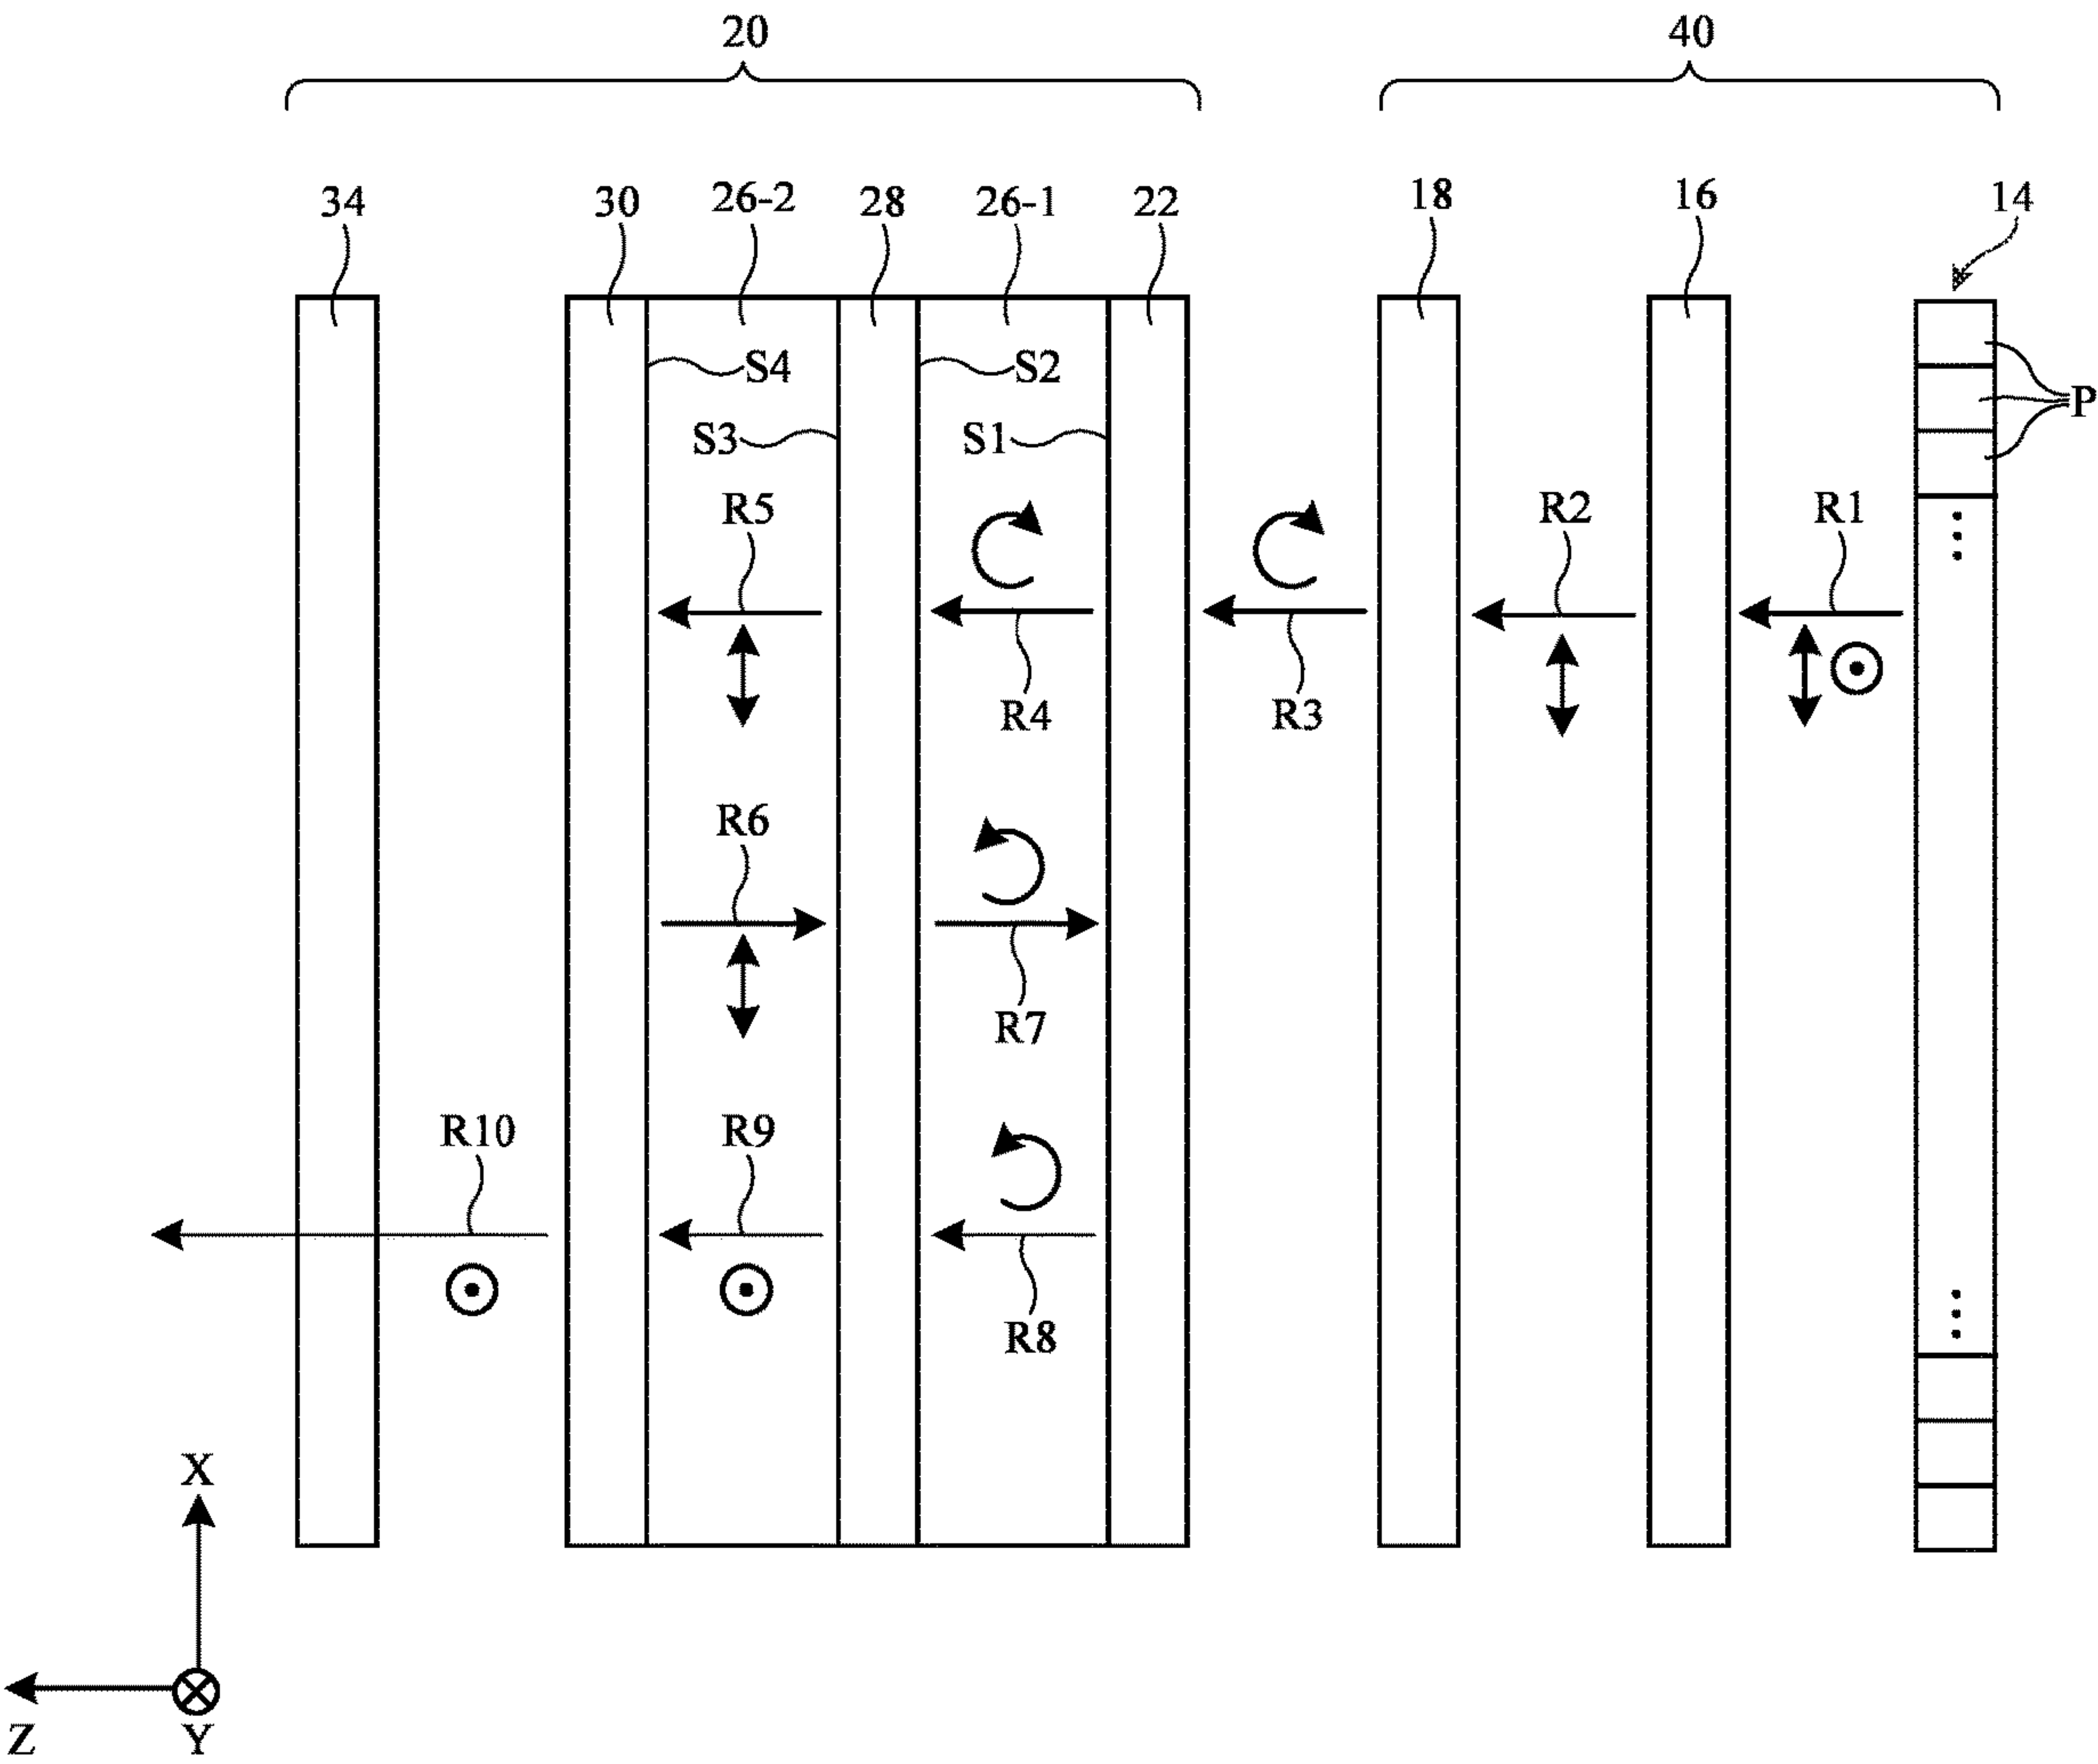 20 40
34 30 26-2 28 26-1 22 18 16 14
S4 S2
P
S3 S1
R5 R2 R1
R4 R3
R6
R7
R10 R9
R8
X
Z Y